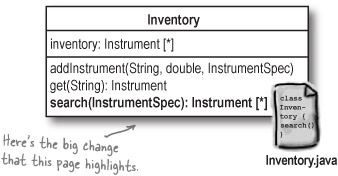 Inventory
inventory: Instrument [*]
addInstrument(String, double, InstrumentSpec)
get(String): Instrument
search(InstrumentSpec): Instrument [*]
Here's the big change
that this page highlights.
class
Inven-
tory {
search()
}
Inventory.java